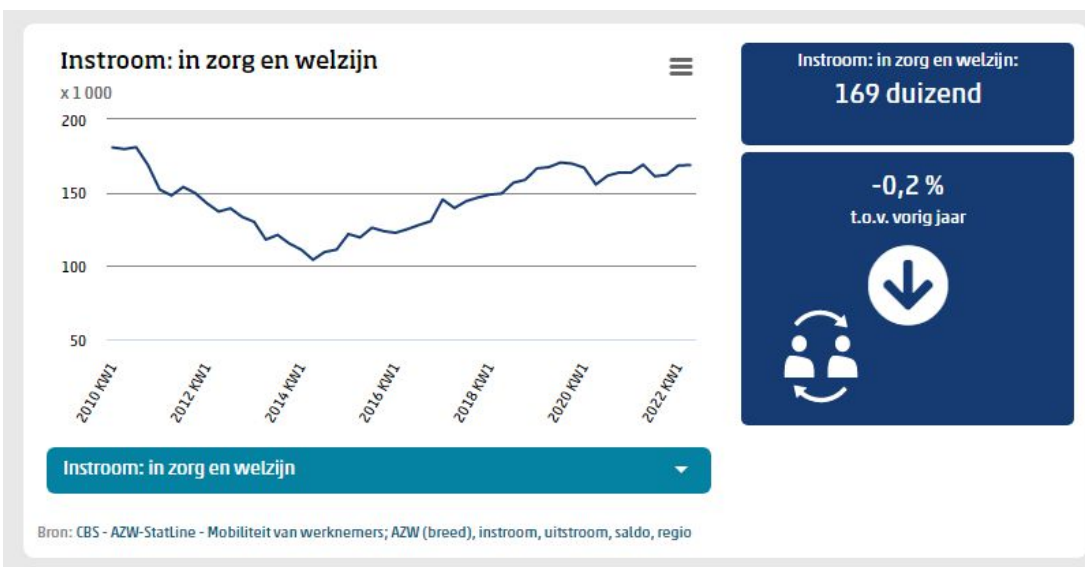 Instroom: in zorg en welzijn
x 1 000
200
150
100
50
2010 KW1
2012 KW1
2014 KW1
2016 KW1
2018 KW1
2020 KW1
2022 KW1
Instroom: in zorg en welzijn
Bron: CBS - AZW-StatLine - Mobiliteit van werknemers; AZW (breed), instroom, uitstroom, saldo, regio
Instroom: in zorg en welzijn:
169 duizend
-0,2 %
t.o.v. vorig jaar